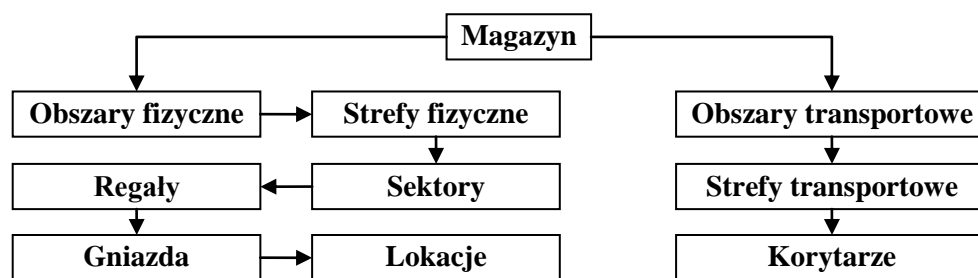 Magazyn
Obszary fizyczne
Strefy fizyczne
Obszary transportowe
Regały
Sektory
Strefy transportowe
Gniazda
Lokacje
Korytarze